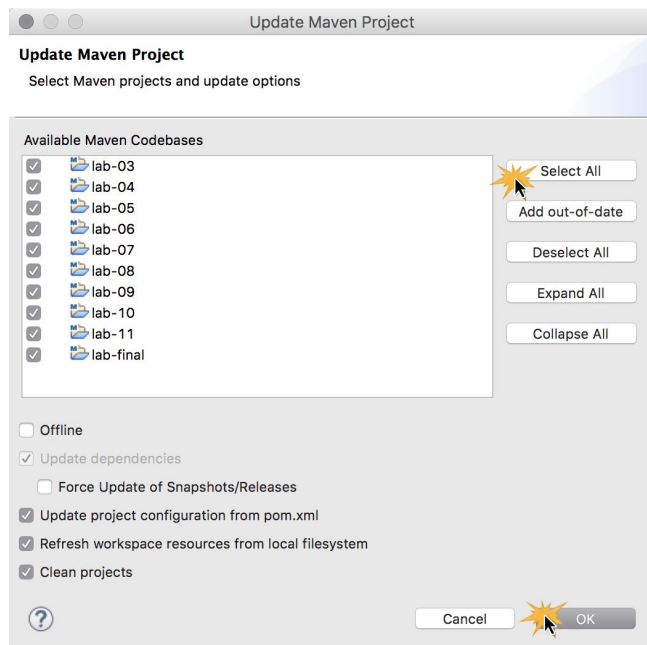 Update Maven Project
Update Maven Project
Select Maven projects and update options
Available Maven Codebases
lab-03
lab-04
lab-05
lab-06
lab-07
lab-08
lab-09
lab-10
lab-11
lab-final
Select All
Add out-of-date
Deselect All
Expand All
Collapse All
Offline
Update dependencies
Force Update of Snapshots/Releases
Update project configuration from pom.xml
Refresh workspace resources from local filesystem
Clean projects
? Cancel OK